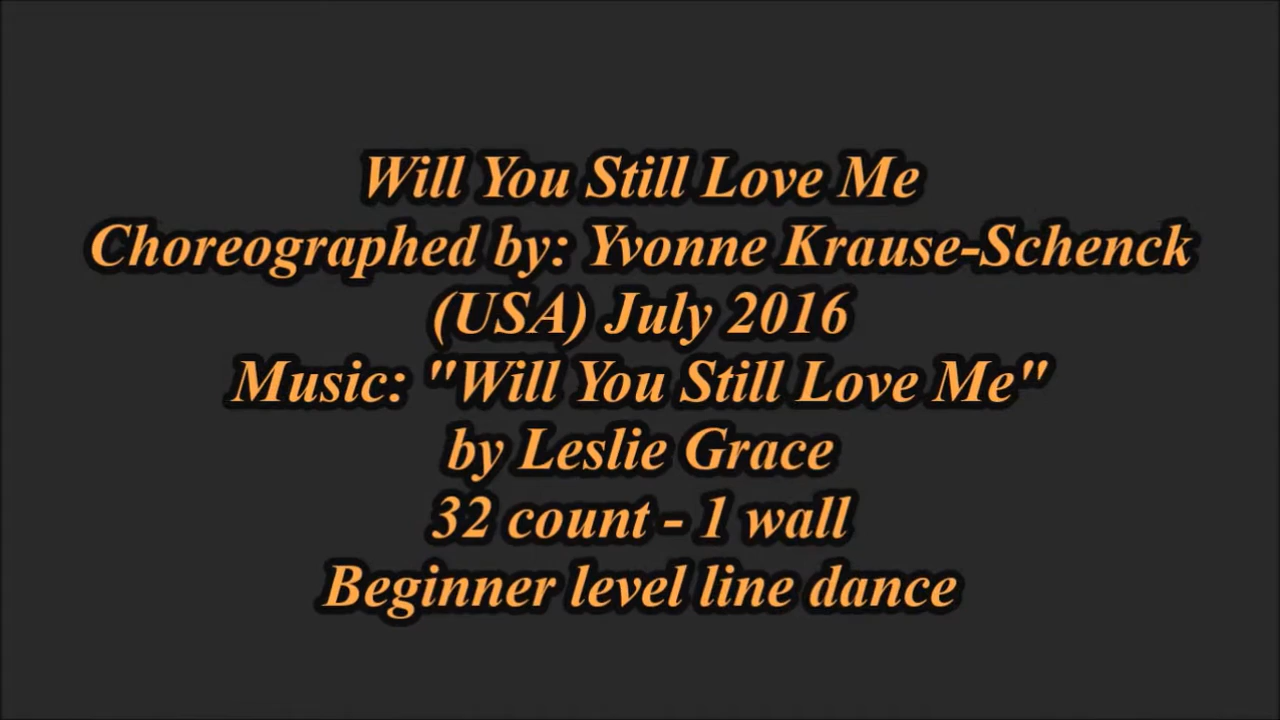 Will You Still Love Me
Choreographed by: Yvonne Krause-Schenck
(USA) July 2016
Music: "Will You Still Love Me"
by Leslie Grace
32 count - 1 wall
Beginner level line dance